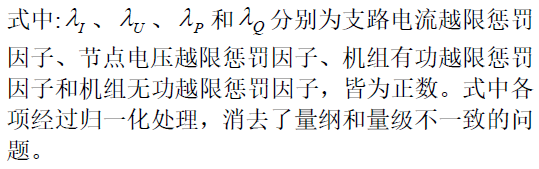 式中:λI、λU、λP和λQ分别为支路电流越限惩罚
因子、节点电压越限惩罚因子、机组有功越限惩罚
因子和机组无功越限惩罚因子，皆为正数。式中各
项经过归一化处理，消去了量纲和量级不一致的问
题。